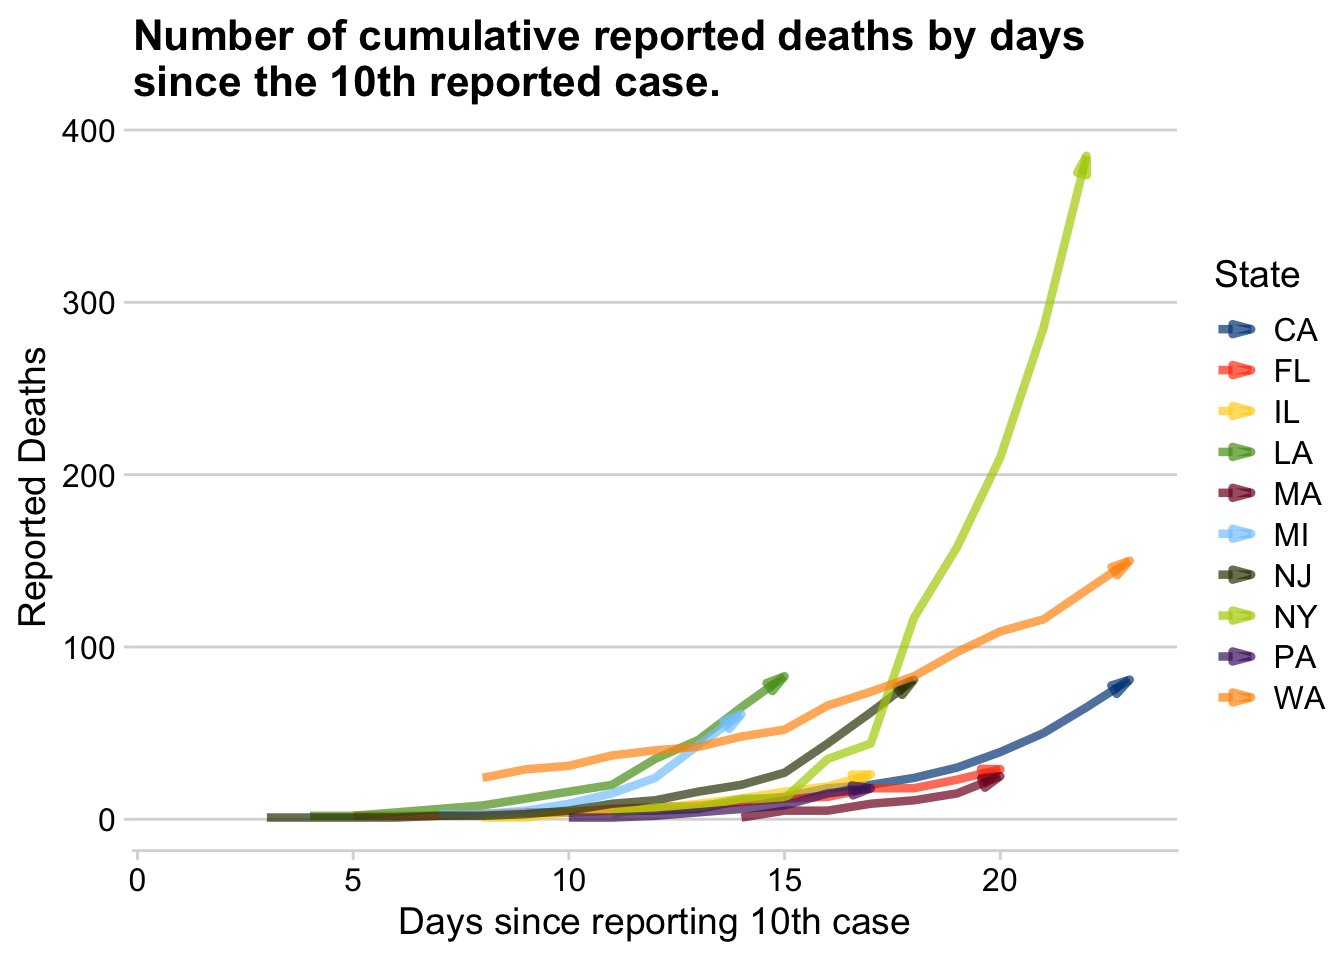 Number of cumulative reported deaths by days
since the 10th reported case.
400
300
200
100
0
Reported Deaths
0 5 10 15 20
Days since reporting 10th case
State
CA
FL
IL
LA
MA
MI
NJ
NY
PA
WA